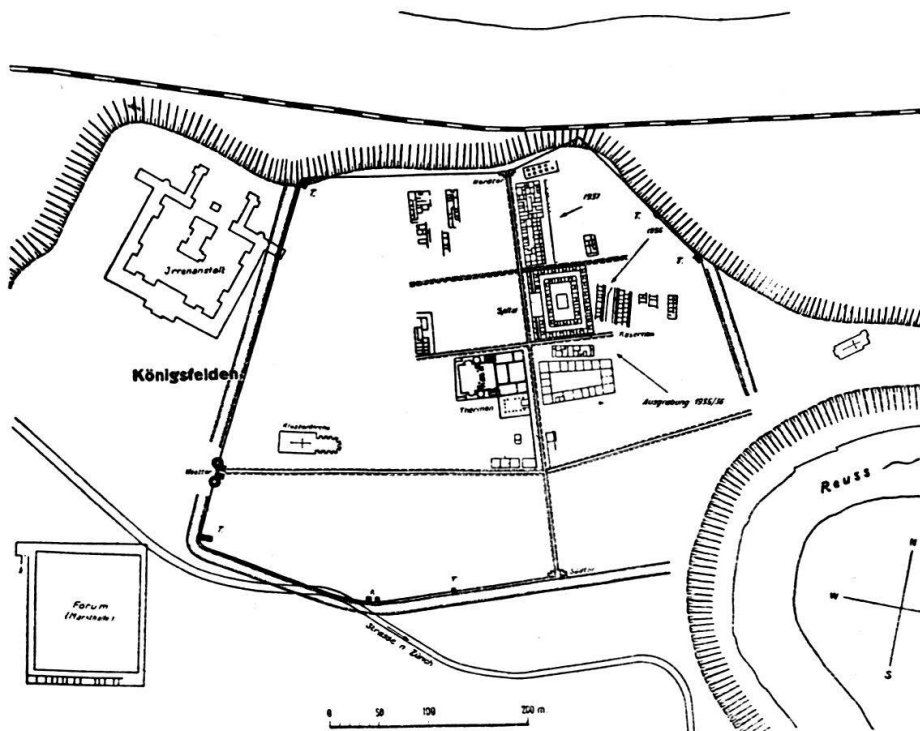 T.
Nordtor
1937
T.
1936
T.
Irrenanstalt
Spital
Kasernen
Königsfelden
Thermen
Ausgrabung 1935/36
Klosterkirche
Westtor
Reuss
T.
N
W
S
Südtor
T.
Forum
(Markthalle)
Strasse n. Zürich
0 50 100 200 m.